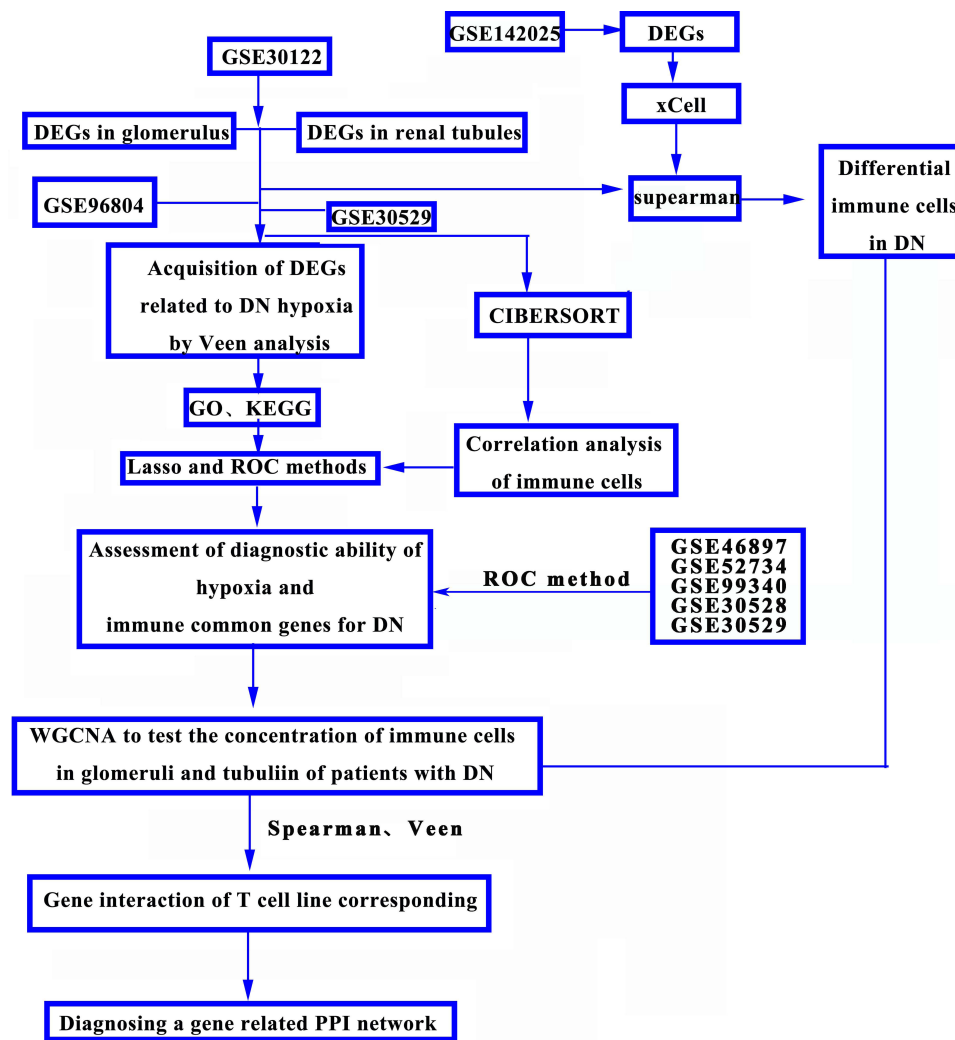 GSE142025
DEGs
GSE30122
xCell
DEGs in glomerulus
DEGs in renal tubules
Differential
immune cells
in DN
supearman
GSE96804
GSE30529
Acquisition of DEGs
related to DN hypoxia
by Veen analysis
CIBERSORT
GO、KEGG
Correlation analysis
of immune cells
Lasso and ROC methods
Assessment of diagnostic ability of
hypoxia and
immune common genes for DN
ROC method
GSE46897
GSE52734
GSE99340
GSE30528
GSE30529
WGCNA to test the concentration of immune cells
in glomeruli and tubuliin of patients with DN
Spearman、Veen
Gene interaction of T cell line corresponding
Diagnosing a gene related PPI network